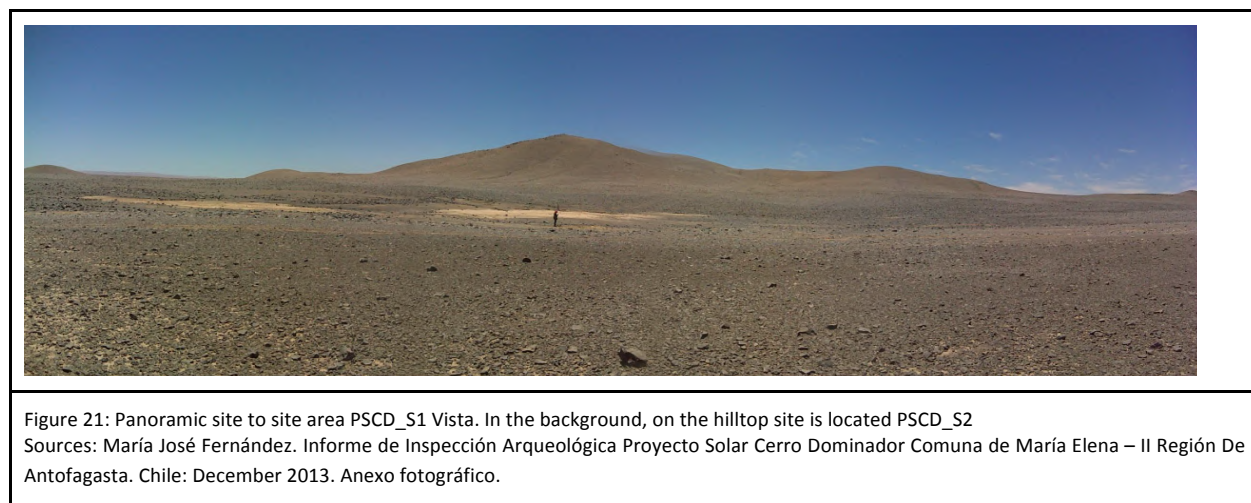 Figure 21: Panoramic site to site area PSCD_S1 Vista. In the background, on the hilltop site is located PSCD_S2
Sources: María José Fernández. Informe de Inspección Arqueológica Proyecto Solar Cerro Dominador Comuna de María Elena – II Región De
Antofagasta. Chile: December 2013. Anexo fotográfico.